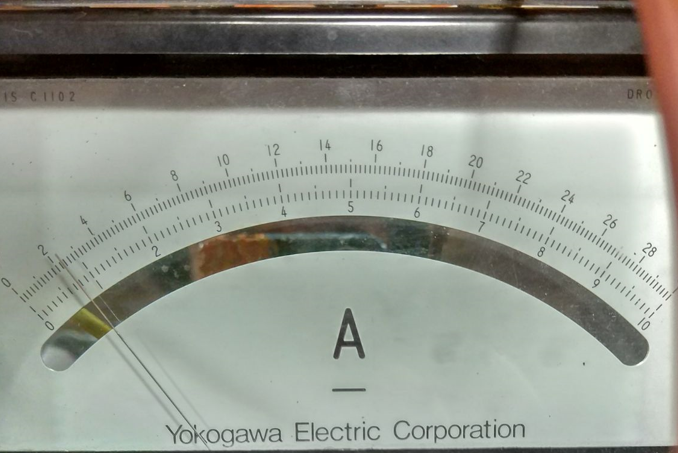 IS C 1102
DRO
0 2 4 6 8 10 12 14 16 18 20 22 24 26 28
0 1 2 3 4 5 6 7 8 9 10
A
Yokogawa Electric Corporation